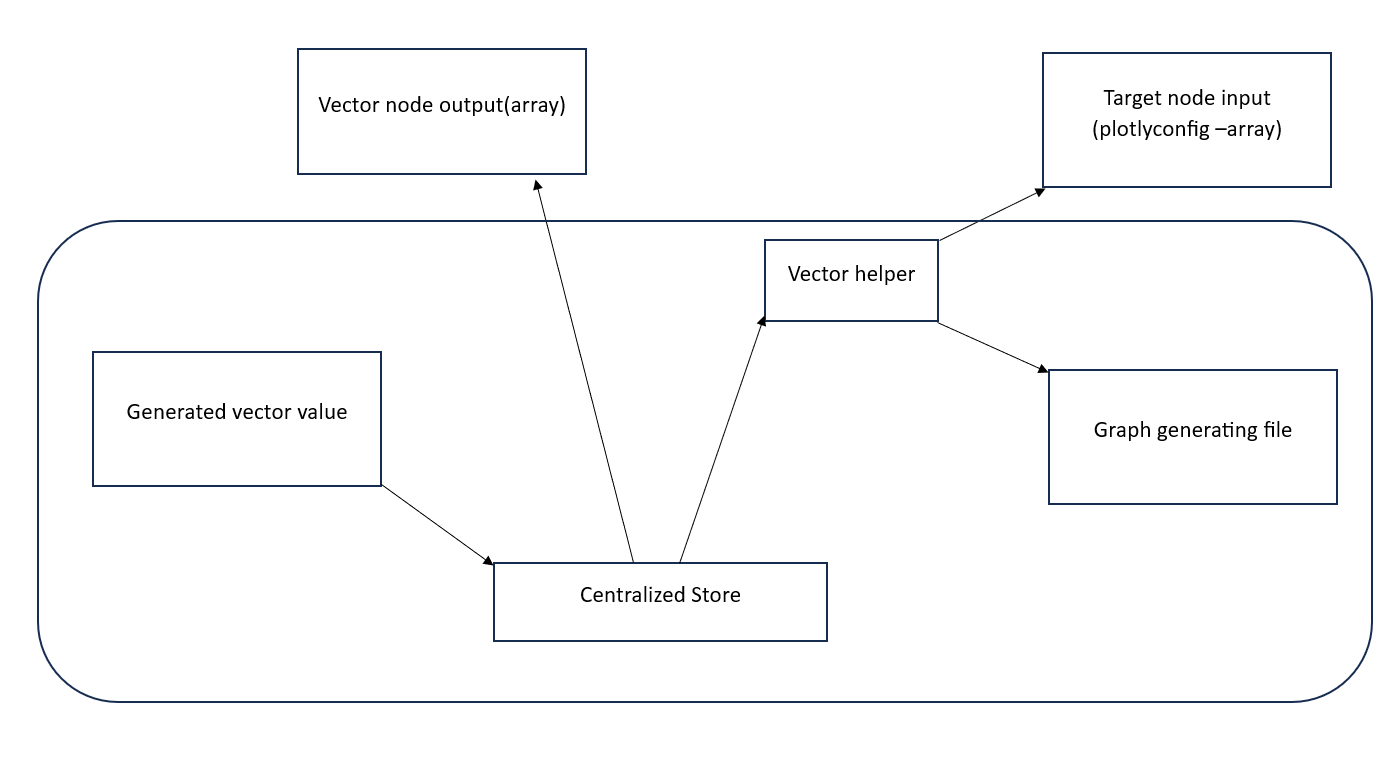 Vector node output(array)
Target node input
(plotlyconfig –array)
Vector helper
Generated vector value
Graph generating file
Centralized Store